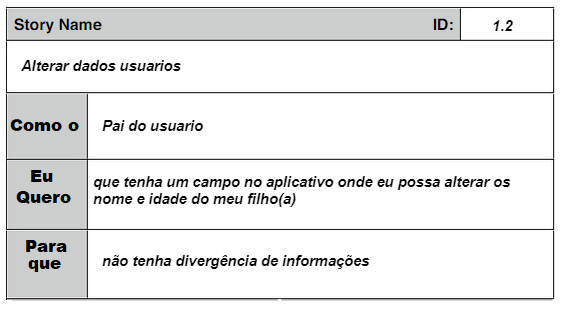 Story Name ID: 1.2
Alterar dados usuarios
Como o Pai do usuario
Eu Quero
que tenha um campo no aplicativo onde eu possa alterar os
nome e idade do meu filho(a)
Para que
não tenha divergência de informações